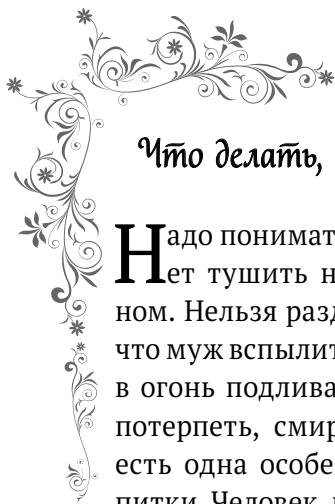 Что делать,
Надо понимат
ет тушить н
ном. Нельзя разд
что муж вспылит
в огонь подлива
потерпеть, смир
есть одна особе
питки. Человек